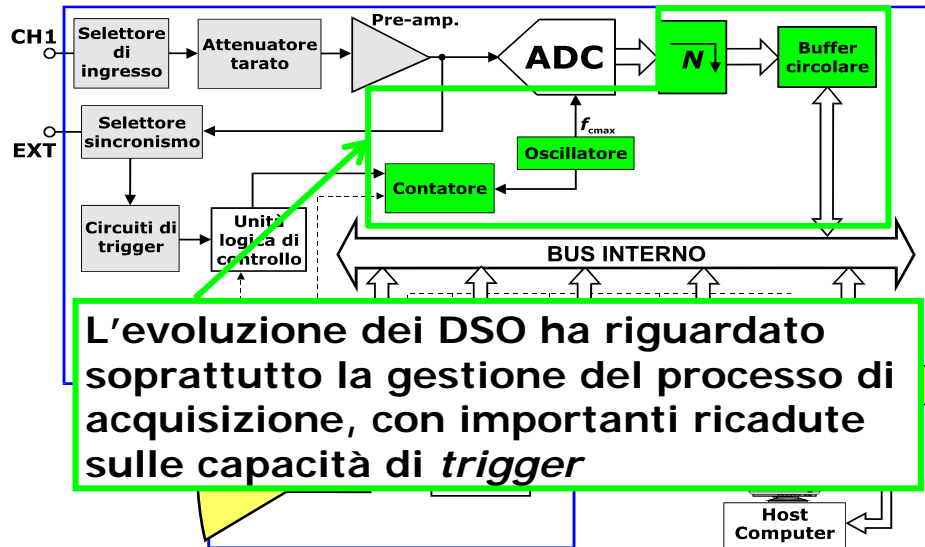 Pre-amp.
CH1
Selettore
di
ingresso
Attenuatore
tarato
ADC
N
Buffer
circolare
EXT
Selettore
sincronismo
fcmax
Oscillatore
Contatore
Circuiti di
trigger
Unità
logica di
controllo
BUS INTERNO
L'evoluzione dei DSO ha riguardato
soprattutto la gestione del processo di
acquisizione, con importanti ricadute
sulle capacità di trigger
Host
Computer